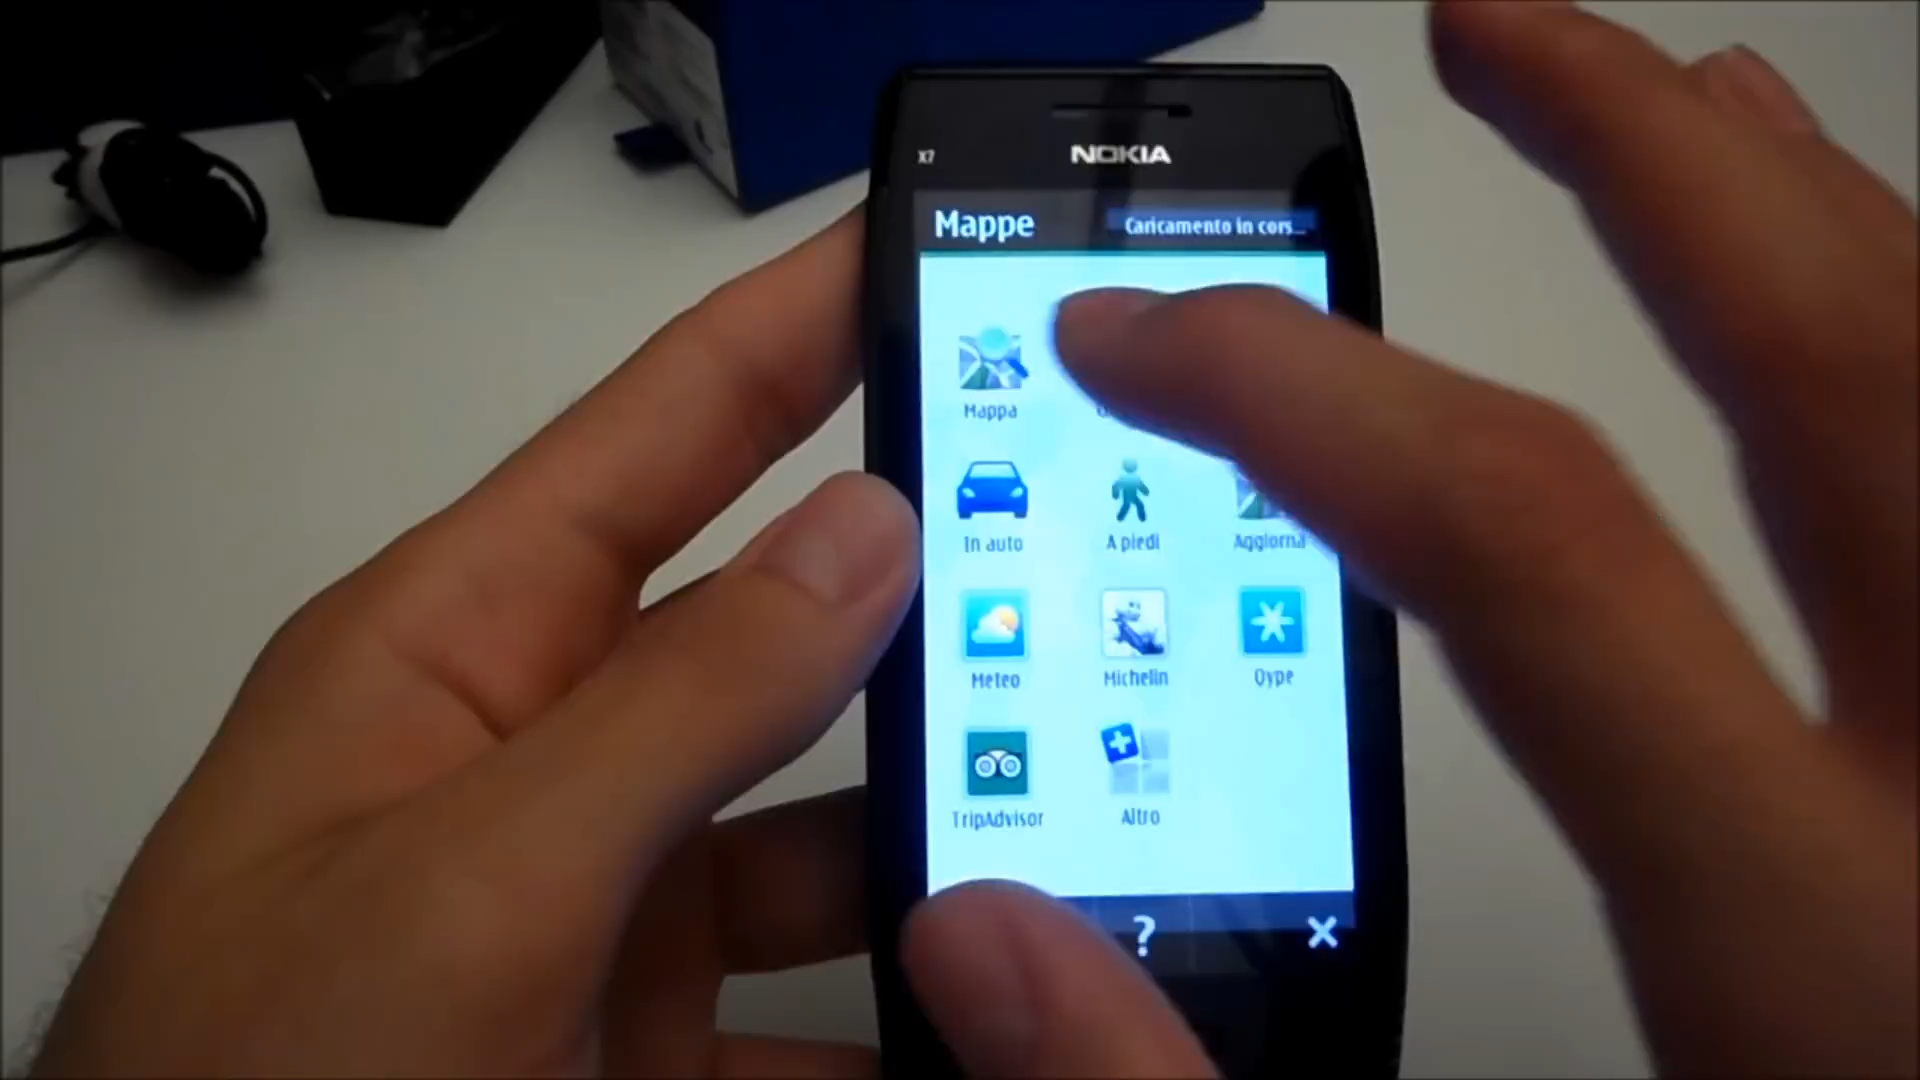 X7
NOKIA
Mappe Caricamento in cors...
Mappa
In auto A piedi Aggiorna
Meteo Michelin Qype
TripAdvisor Altro
?